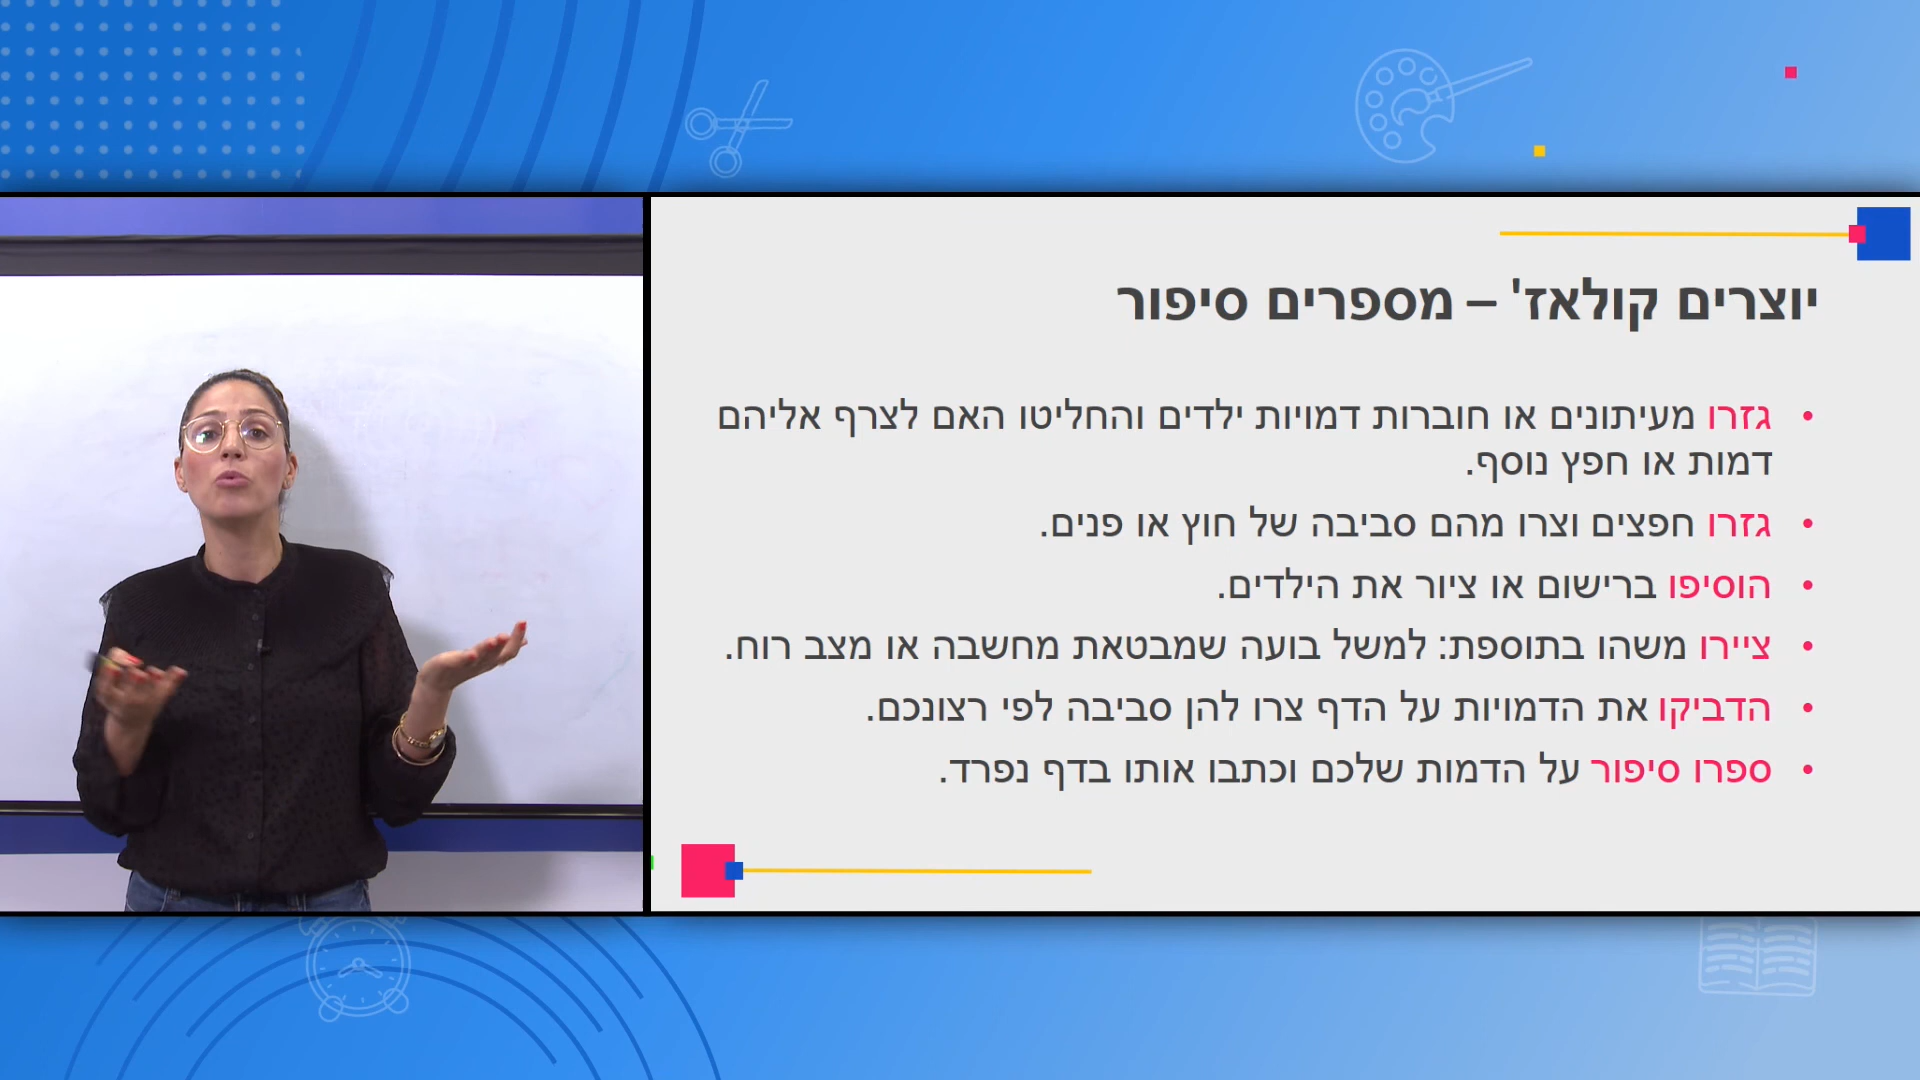 יוצרים קולאז' – מספרים סיפור
• גזרו מעיתונים או חוברות דמויות ילדים והחליטו האם לצרף אליהם
דמות או חפץ נוסף.
• גזרו חפצים וצרו מהם סביבה של חוץ או פנים.
• הוסיפו ברישום או ציור את הילדים.
• ציירו משהו בתוספת: למשל בועה שמבטאת מחשבה או מצב רוח.
• הדביקו את הדמויות על הדף צרו להן סביבה לפי רצונכם.
• ספרו סיפור על הדמות שלכם וכתבו אותו בדף נפרד.